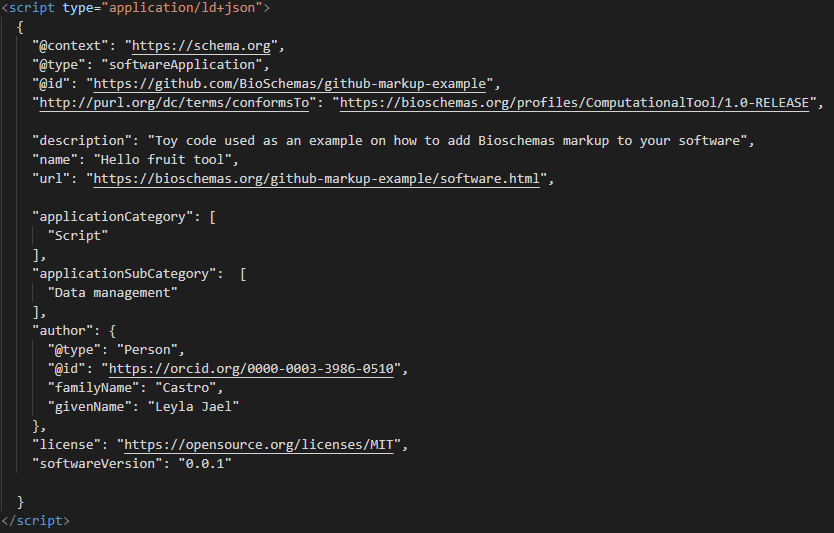 <script type="application/ld+json">
{
"@context": "https://schema.org",
"@type": "softwareApplication",
"@id": "https://github.com/BioSchemas/github-markup-example",
"http://purl.org/dc/terms/conformsTo": "https://bioschemas.org/profiles/ComputationalTool/1.0-RELEASE",
"description": "Toy code used as an example on how to add Bioschemas markup to your software",
"name": "Hello fruit tool",
"url": "https://bioschemas.org/github-markup-example/software.html",
"applicationCategory": [
"Script"
],
"applicationSubCategory":  [
"Data management"
],
"author": {
"@type": "Person",
"@id": "https://orcid.org/0000-0003-3986-0510",
"familyName": "Castro",
"givenName": "Leyla Jael"
},
"license": "https://opensource.org/licenses/MIT",
"softwareVersion": "0.0.1"
}
</script>